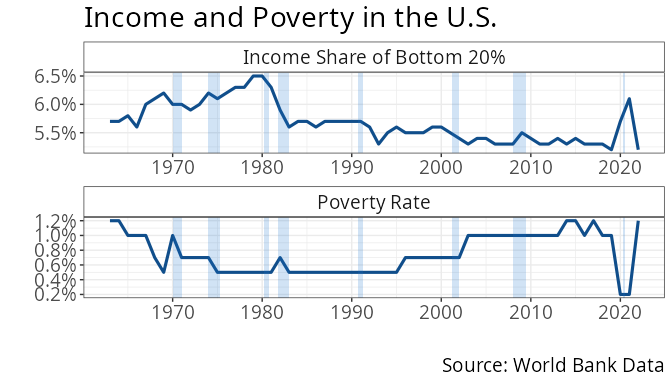 Income and Poverty in the U.S.
Income Share of Bottom 20%
6.5%
6.0%
5.5%
1970 1980 1990 2000 2010 2020
Poverty Rate
1.2%
1.0%
0.8%
0.6%
0.4%
0.2%
1970 1980 1990 2000 2010 2020
Source: World Bank Data